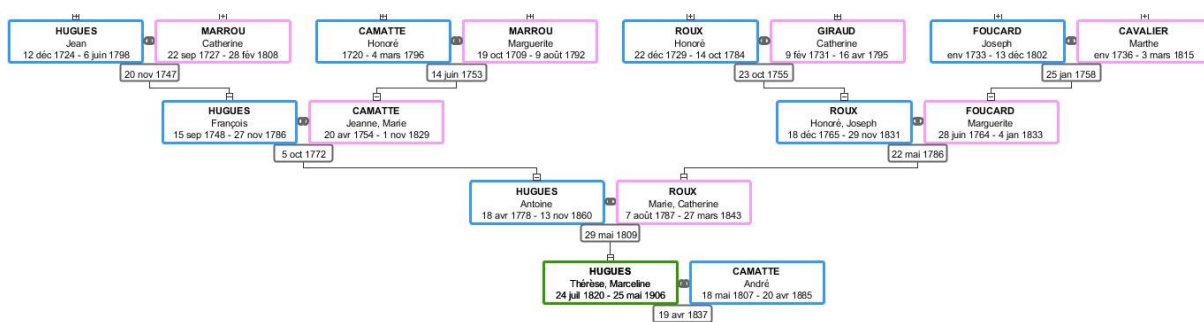 HUGUES
Jean
12 déc 1724 - 6 juin 1798
MARROU
Catherine
22 sep 1727 - 28 fév 1808
20 nov 1747
CAMATTE
Honoré
1720 - 4 mars 1796
MARROU
Marguerite
19 oct 1709 - 9 août 1792
14 juin 1753
ROUX
Honoré
22 déc 1729 - 14 oct 1784
GIRAUD
Catherine
9 fév 1731 - 16 avr 1795
23 oct 1755
FOUCARD
Joseph
env 1733 - 13 déc 1802
CAVALIER
Marthe
env 1736 - 3 mars 1815
25 jan 1758
HUGUES
François
15 sep 1748 - 27 nov 1786
CAMATTE
Jeanne, Marie
20 avr 1754 - 1 nov 1829
5 oct 1772
ROUX
Honoré, Joseph
18 déc 1765 - 29 nov 1831
FOUCARD
Marguerite
28 juin 1764 - 4 jan 1833
22 mai 1786
HUGUES
Antoine
18 avr 1778 - 13 nov 1860
ROUX
Marie, Catherine
7 août 1787 - 27 mars 1843
29 mai 1809
HUGUES
Thérèse, Marceline
24 juil 1820 - 25 mai 1906
CAMATTE
André
18 mai 1807 - 20 avr 1885
19 avr 1837